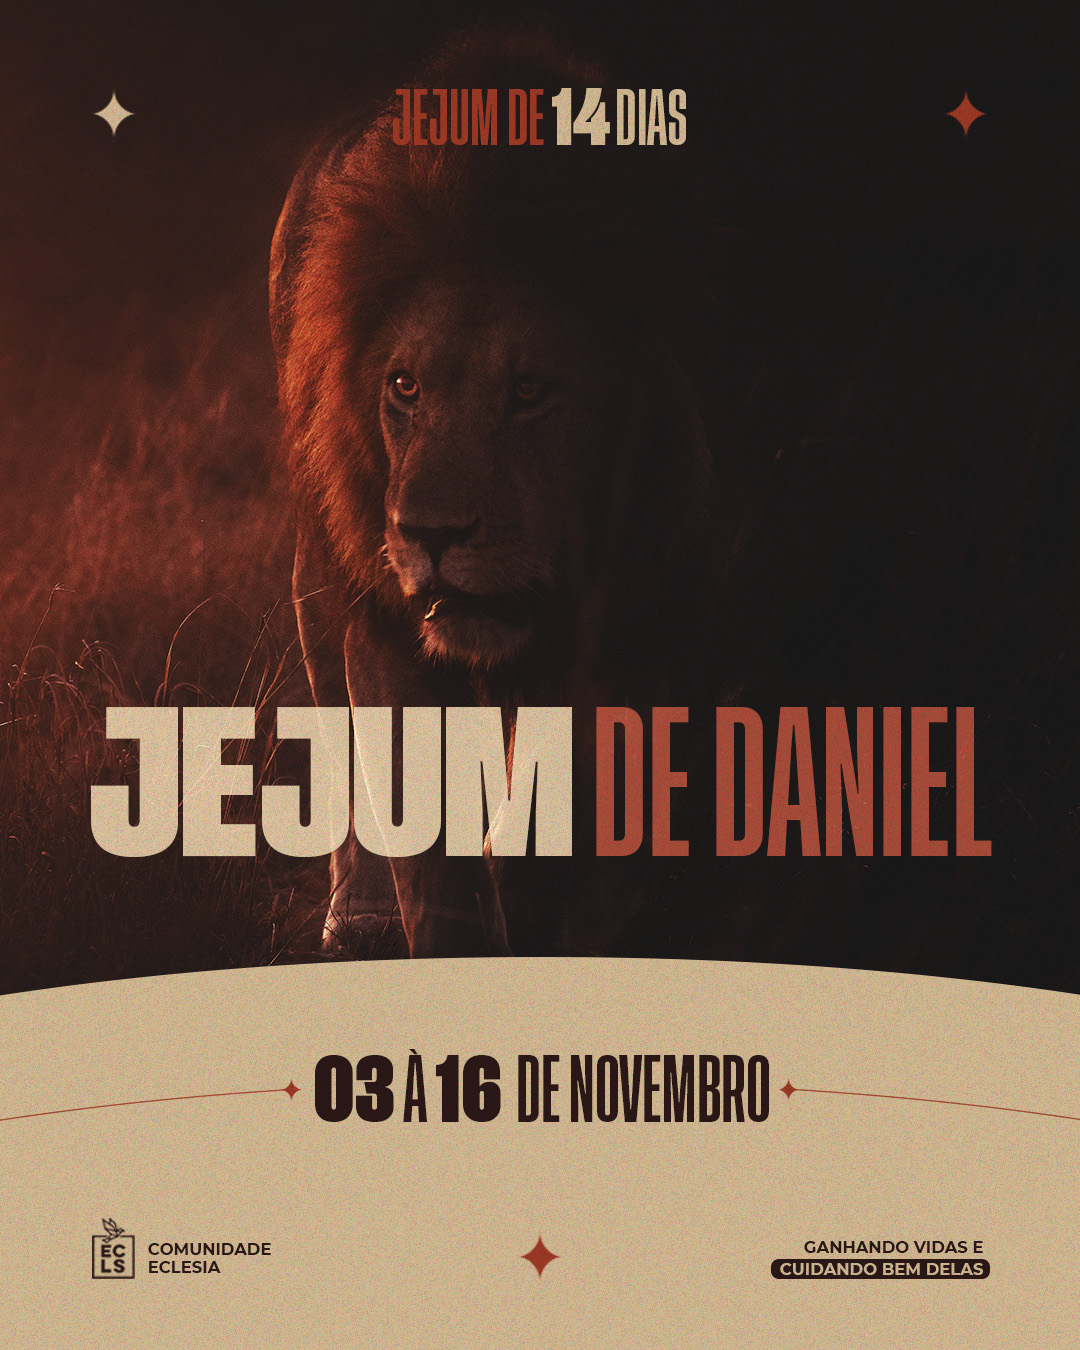 JEJUM DE 14 DIAS
JEJUM DE DANIEL
03 À 16 DE NOVEMBRO
EC
LS
COMUNIDADE
ECLESIA
GANHANDO VIDAS E
CUIDANDO BEM DELAS